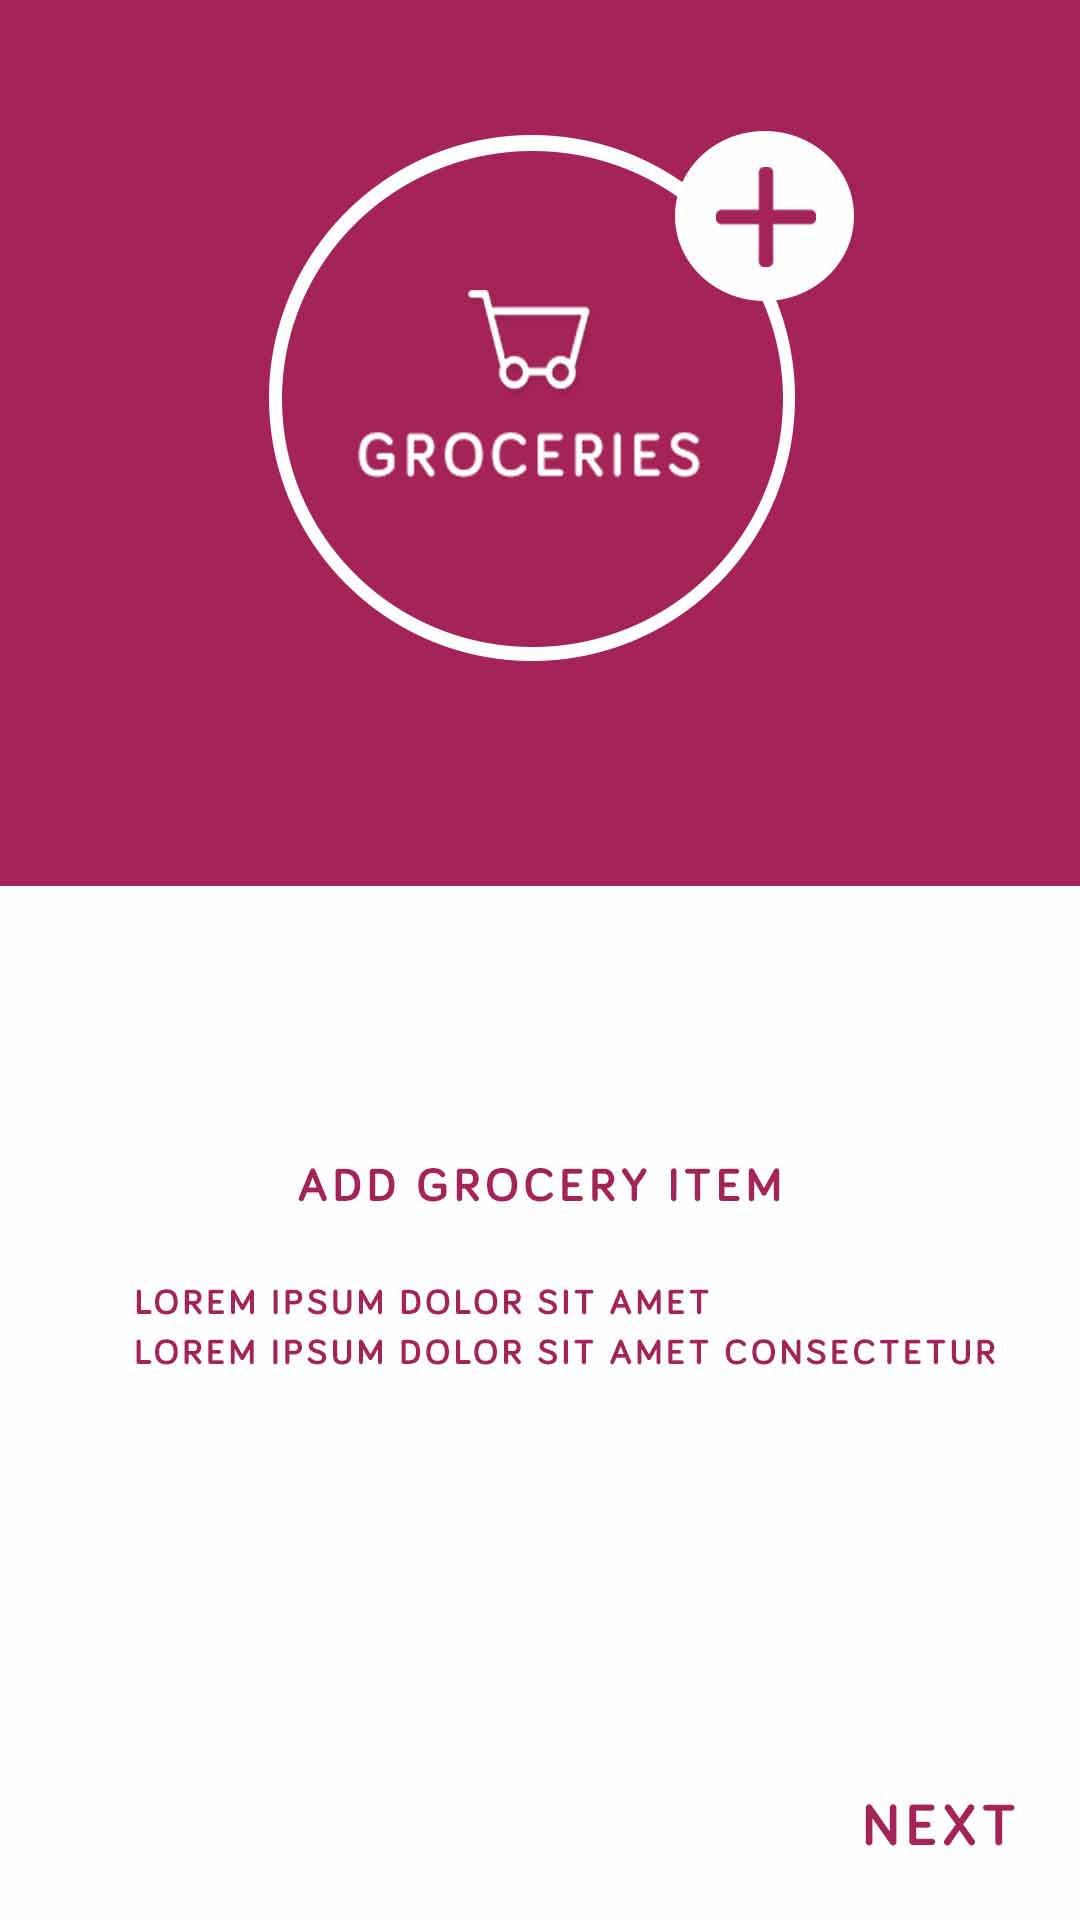 GROCERIES
ADD GROCERY ITEM
LOREM IPSUM DOLOR SIT AMET
LOREM IPSUM DOLOR SIT AMET CONSECTETUR
NEXT